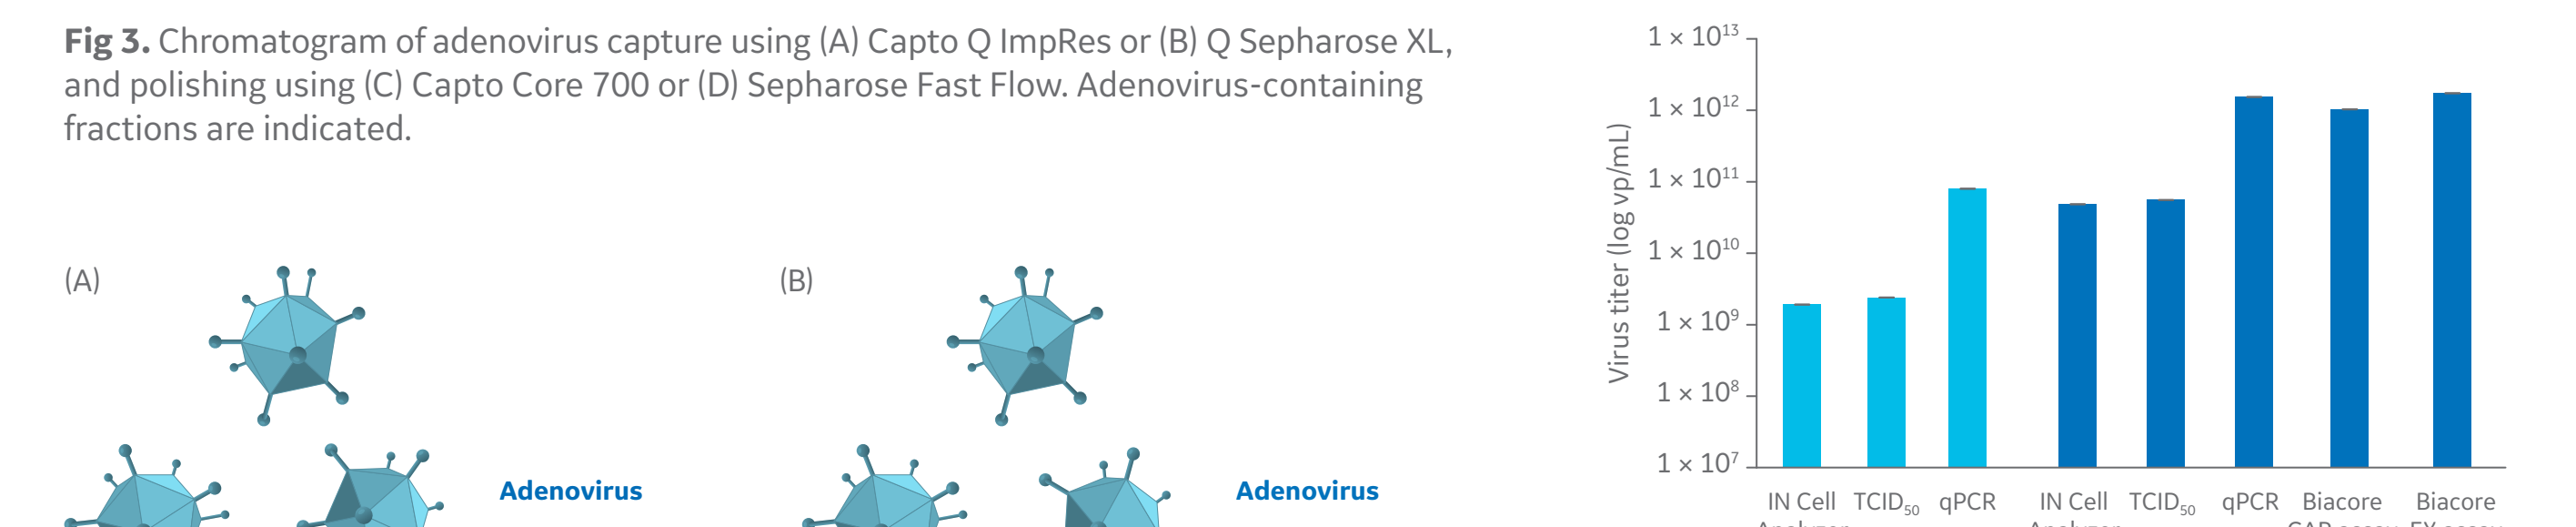 Fig 3. Chromatogram of adenovirus capture using (A) Capto Q ImpRes or (B) Q Sepharose XL,
and polishing using (C) Capto Core 700 or (D) Sepharose Fast Flow. Adenovirus-containing
fractions are indicated.
(A)
(B)
Adenovirus
Adenovirus
Virus titer (log vp/mL)
1 × 10¹³
1 × 10¹²
1 × 10¹¹
1 × 10¹⁰
1 × 10⁹
1 × 10⁸
1 × 10⁷
IN Cell TCID₅₀ qPCR IN Cell TCID₅₀ qPCR Biacore Biacore